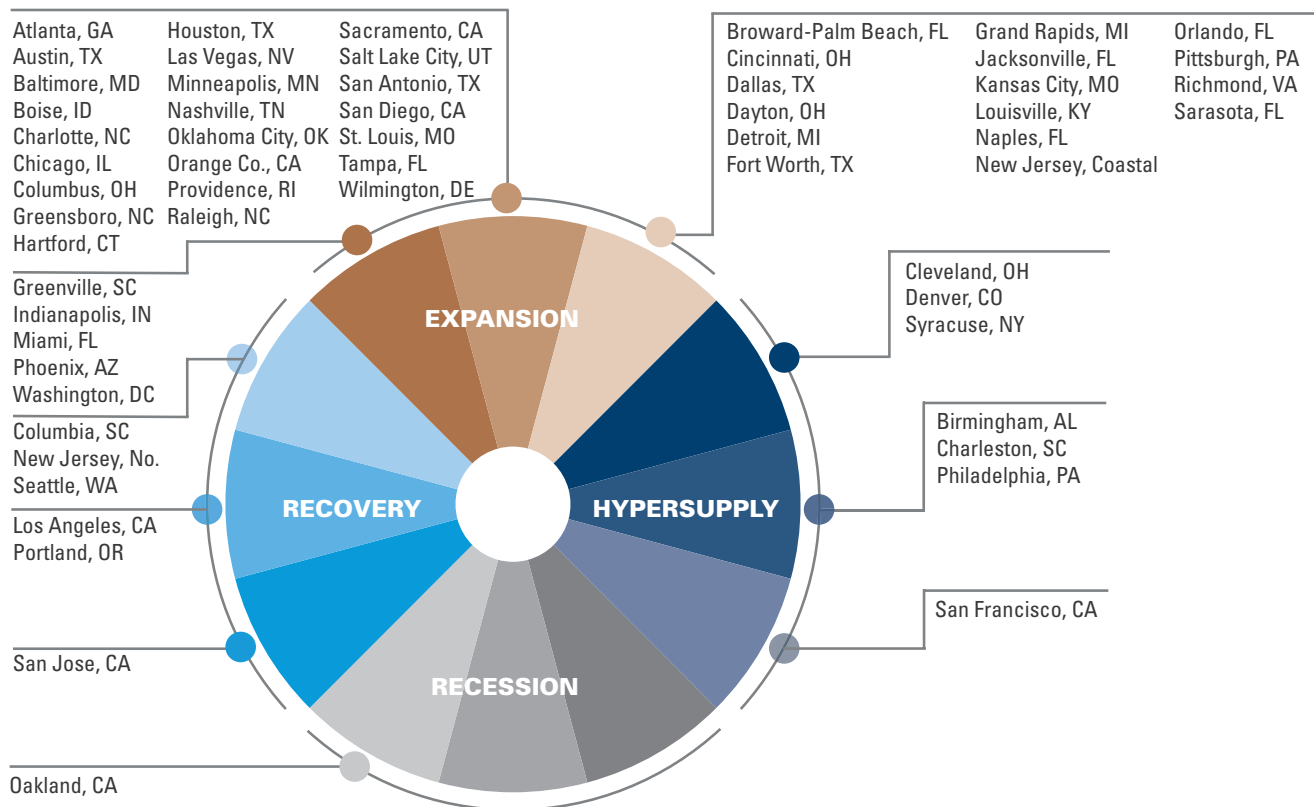 Atlanta, GA
Austin, TX
Baltimore, MD
Boise, ID
Charlotte, NC
Chicago, IL
Columbus, OH
Greensboro, NC
Hartford, CT
Houston, TX
Las Vegas, NV
Minneapolis, MN
Nashville, TN
Oklahoma City, OK
Orange Co., CA
Providence, RI
Raleigh, NC
Sacramento, CA
Salt Lake City, UT
San Antonio, TX
San Diego, CA
St. Louis, MO
Tampa, FL
Wilmington, DE
Broward-Palm Beach, FL
Cincinnati, OH
Dallas, TX
Dayton, OH
Detroit, MI
Fort Worth, TX
Grand Rapids, MI
Jacksonville, FL
Kansas City, MO
Louisville, KY
Naples, FL
New Jersey, Coastal
Orlando, FL
Pittsburgh, PA
Richmond, VA
Sarasota, FL
Greenville, SC
Indianapolis, IN
Miami, FL
Phoenix, AZ
Washington, DC
Columbia, SC
New Jersey, No.
Seattle, WA
Los Angeles, CA
Portland, OR
San Jose, CA
Oakland, CA
EXPANSION
RECOVERY
HYPERSUPPLY
RECESSION
Cleveland, OH
Denver, CO
Syracuse, NY
Birmingham, AL
Charleston, SC
Philadelphia, PA
San Francisco, CA